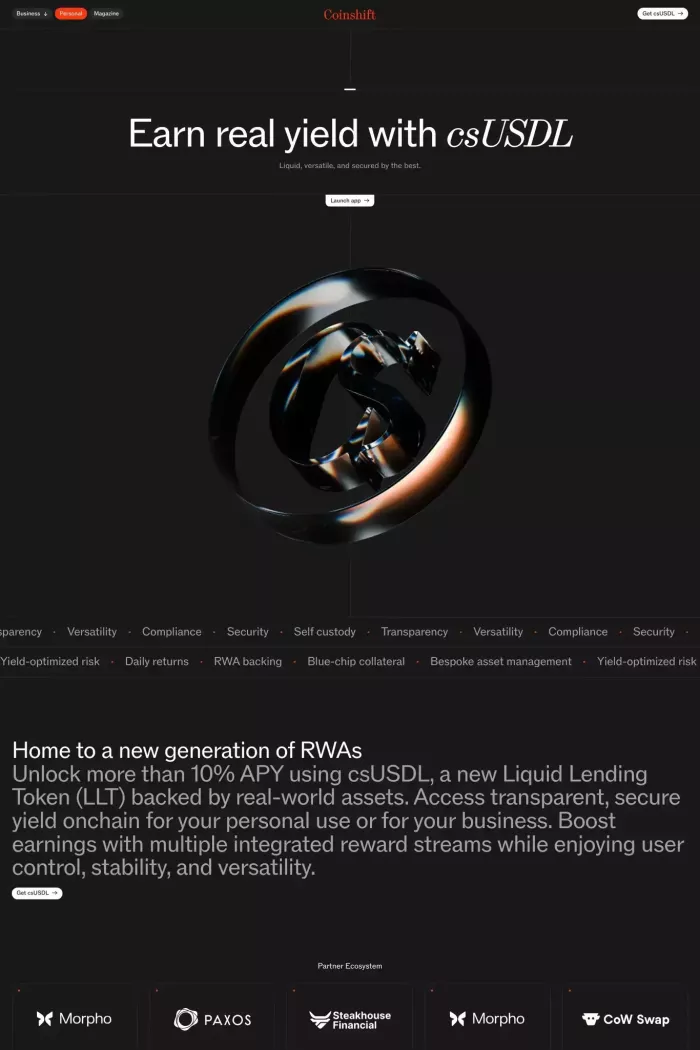 Business ↓ Personal Magazine
Coinshift
Get csUSDL →
Earn real yield with csUSDL
Liquid, versatile, and secured by the best.
Launch app →
sparency · Versatility · Compliance · Security · Self custody · Transparency · Versatility · Compliance · Security ·
Yield-optimized risk · Daily returns · RWA backing · Blue-chip collateral · Bespoke asset management · Yield-optimized risk
Home to a new generation of RWAs
Unlock more than 10% APY using csUSDL, a new Liquid Lending
Token (LLT) backed by real-world assets. Access transparent, secure
yield onchain for your personal use or for your business. Boost
earnings with multiple integrated reward streams while enjoying user
control, stability, and versatility.
Get csUSDL →
Partner Ecosystem
Morpho
PAXOS
Steakhouse
Financial
Morpho
CoW Swap